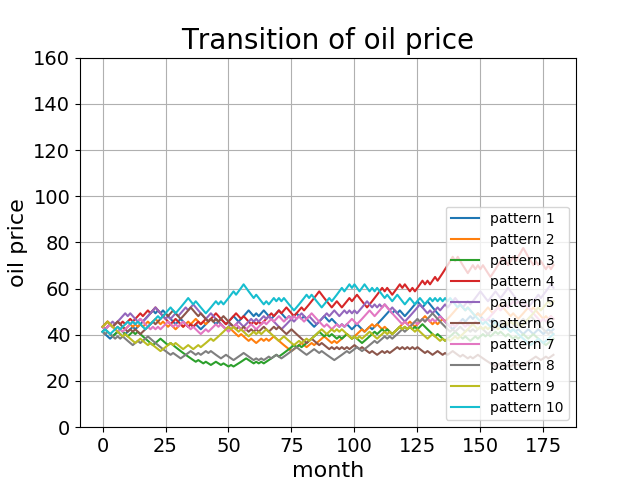 Transition of oil price
oil price
160
140
120
100
80
60
40
20
0
0 25 50 75 100 125 150 175
month
pattern 1
pattern 2
pattern 3
pattern 4
pattern 5
pattern 6
pattern 7
pattern 8
pattern 9
pattern 10